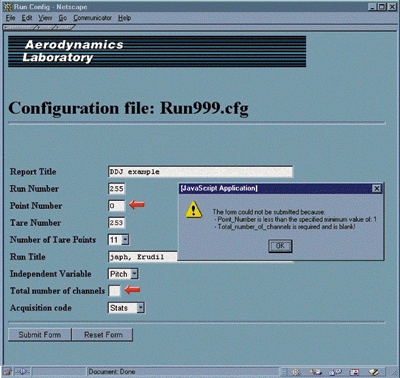 Run Config - Netscape
File Edit View Go Communicator Help
Aerodynamics
Laboratory
Configuration file: Run999.cfg
Report Title DDJ example
Run Number 255
Point Number 0
Tare Number 253
Number of Tare Points 11
Run Title japh, Erudil
Independent Variable Pitch
Total number of channels
Acquisition code Stats
[JavaScript Application]
The form could not be submitted because:
- Point_Number is less than the specified minimum value of: 1
- Total_number_of_channels is required and is blank!
OK
Submit Form Reset Form
Document: Done